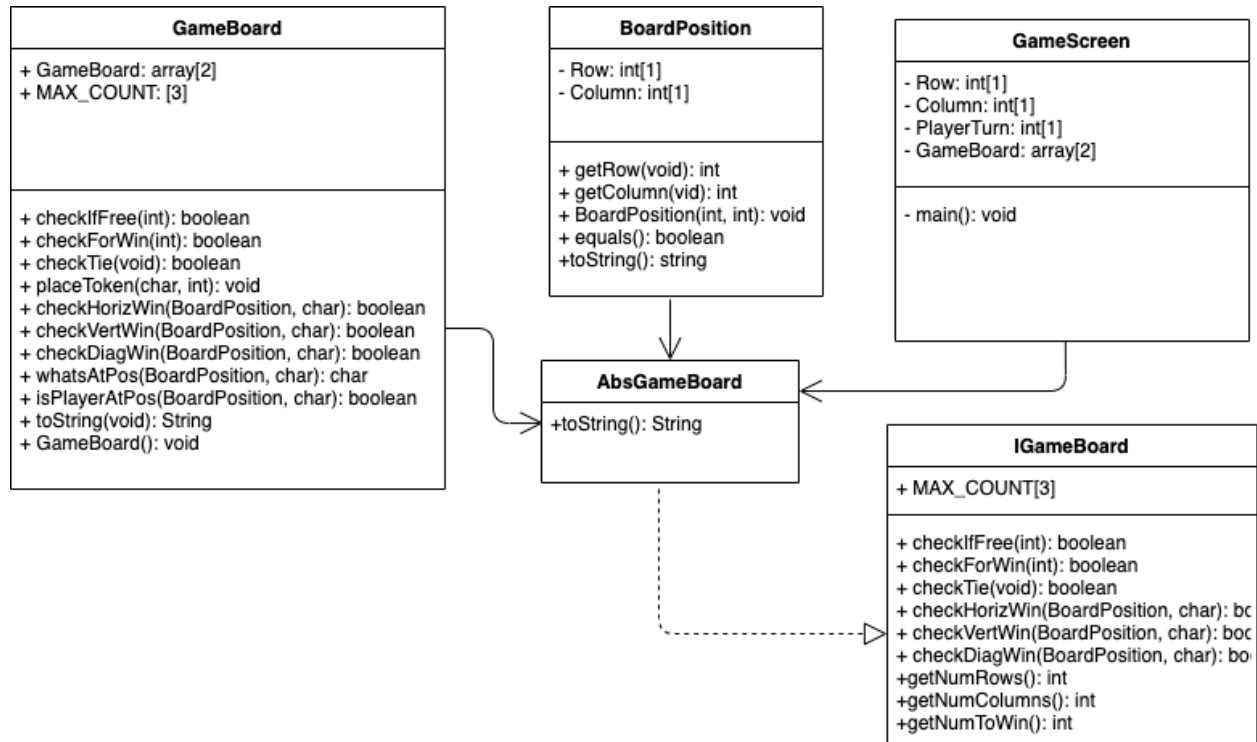 GameBoard
+ GameBoard: array[2]
+ MAX_COUNT: [3]
+ checkIfFree(int): boolean
+ checkForWin(int): boolean
+ checkTie(void): boolean
+ placeToken(char, int): void
+ checkHorizWin(BoardPosition, char): boolean
+ checkVertWin(BoardPosition, char): boolean
+ checkDiagWin(BoardPosition, char): boolean
+ whatsAtPos(BoardPosition, char): char
+ isPlayerAtPos(BoardPosition, char): boolean
+ toString(void): String
+ GameBoard(): void
BoardPosition
- Row: int[1]
- Column: int[1]
+ getRow(void): int
+ getColumn(vid): int
+ BoardPosition(int, int): void
+ equals(): boolean
+toString(): string
GameScreen
- Row: int[1]
- Column: int[1]
- PlayerTurn: int[1]
- GameBoard: array[2]
- main(): void
AbsGameBoard
+toString(): String
IGameBoard
+ MAX_COUNT[3]
+ checkIfFree(int): boolean
+ checkForWin(int): boolean
+ checkTie(void): boolean
+ checkHorizWin(BoardPosition, char):
+ checkVertWin(BoardPosition, char):
+ checkDiagWin(BoardPosition, char):
+getNumRows(): int
+getNumColumns(): int
+getNumToWin(): int